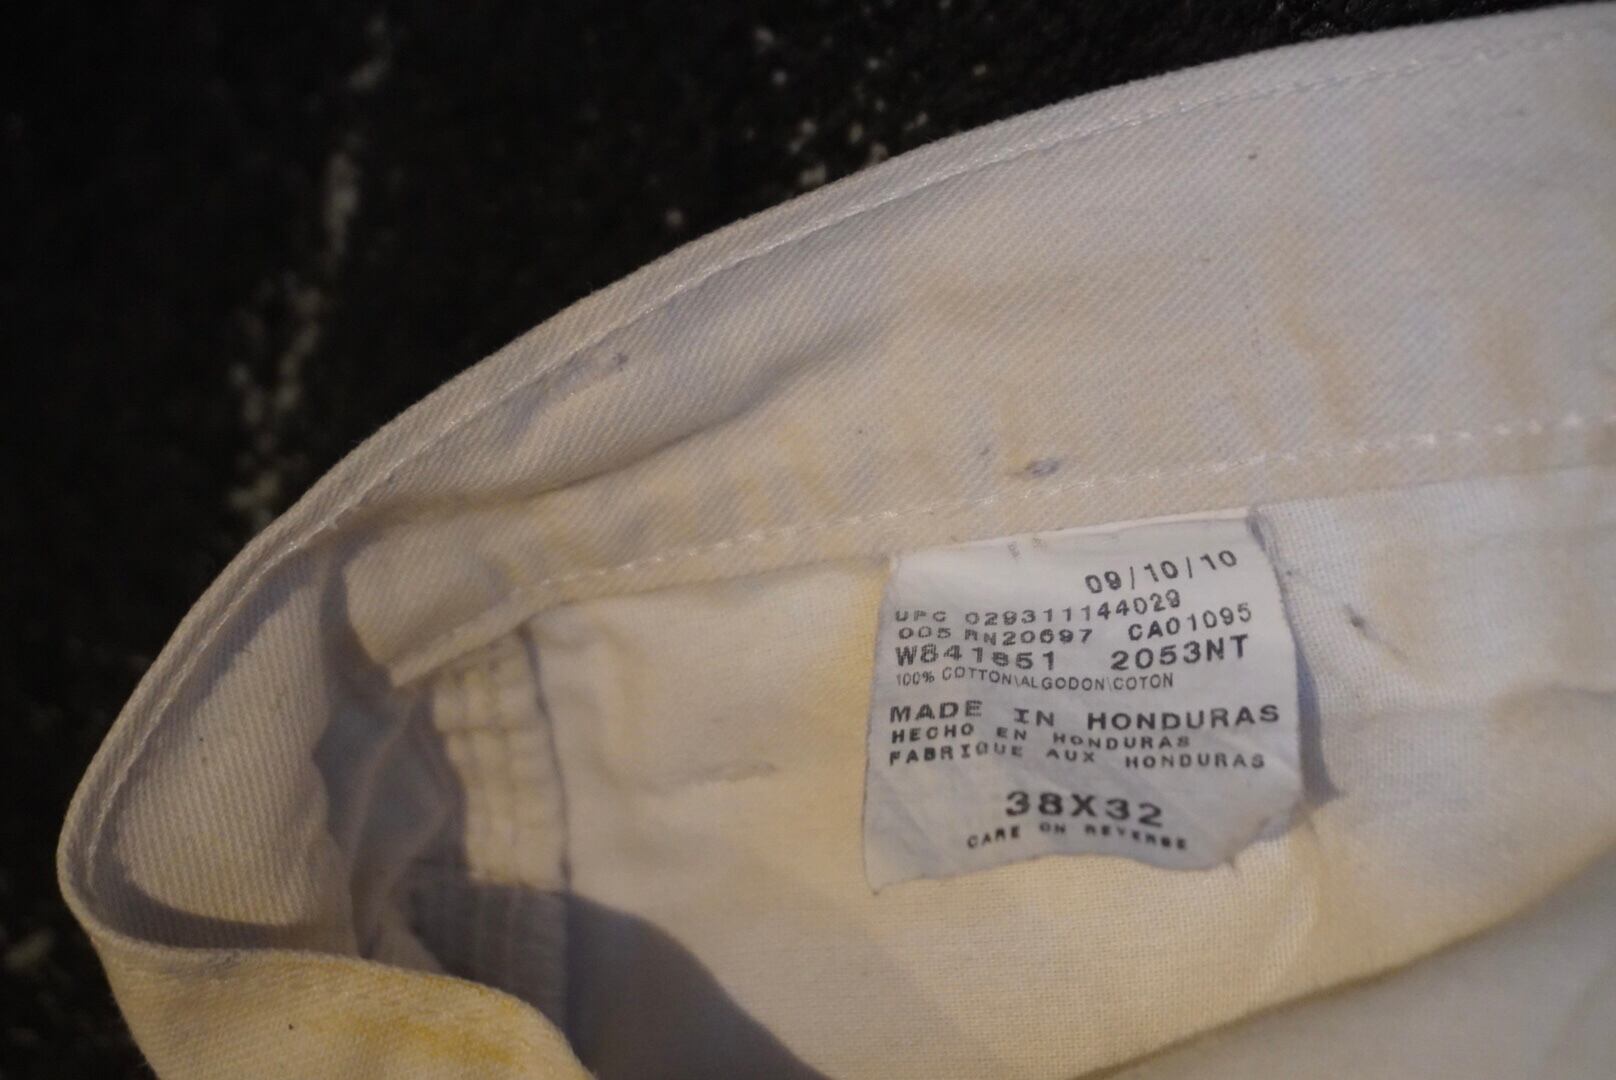 09/10/10
UPC 029311144029
005 RN20697 CA01095
W841851 2053NT
100% COTTON\ALGODON\COTON
MADE IN HONDURAS
HECHO EN HONDURAS
FABRIQUE AUX HONDURAS
38X32
CARE ON REVERSE